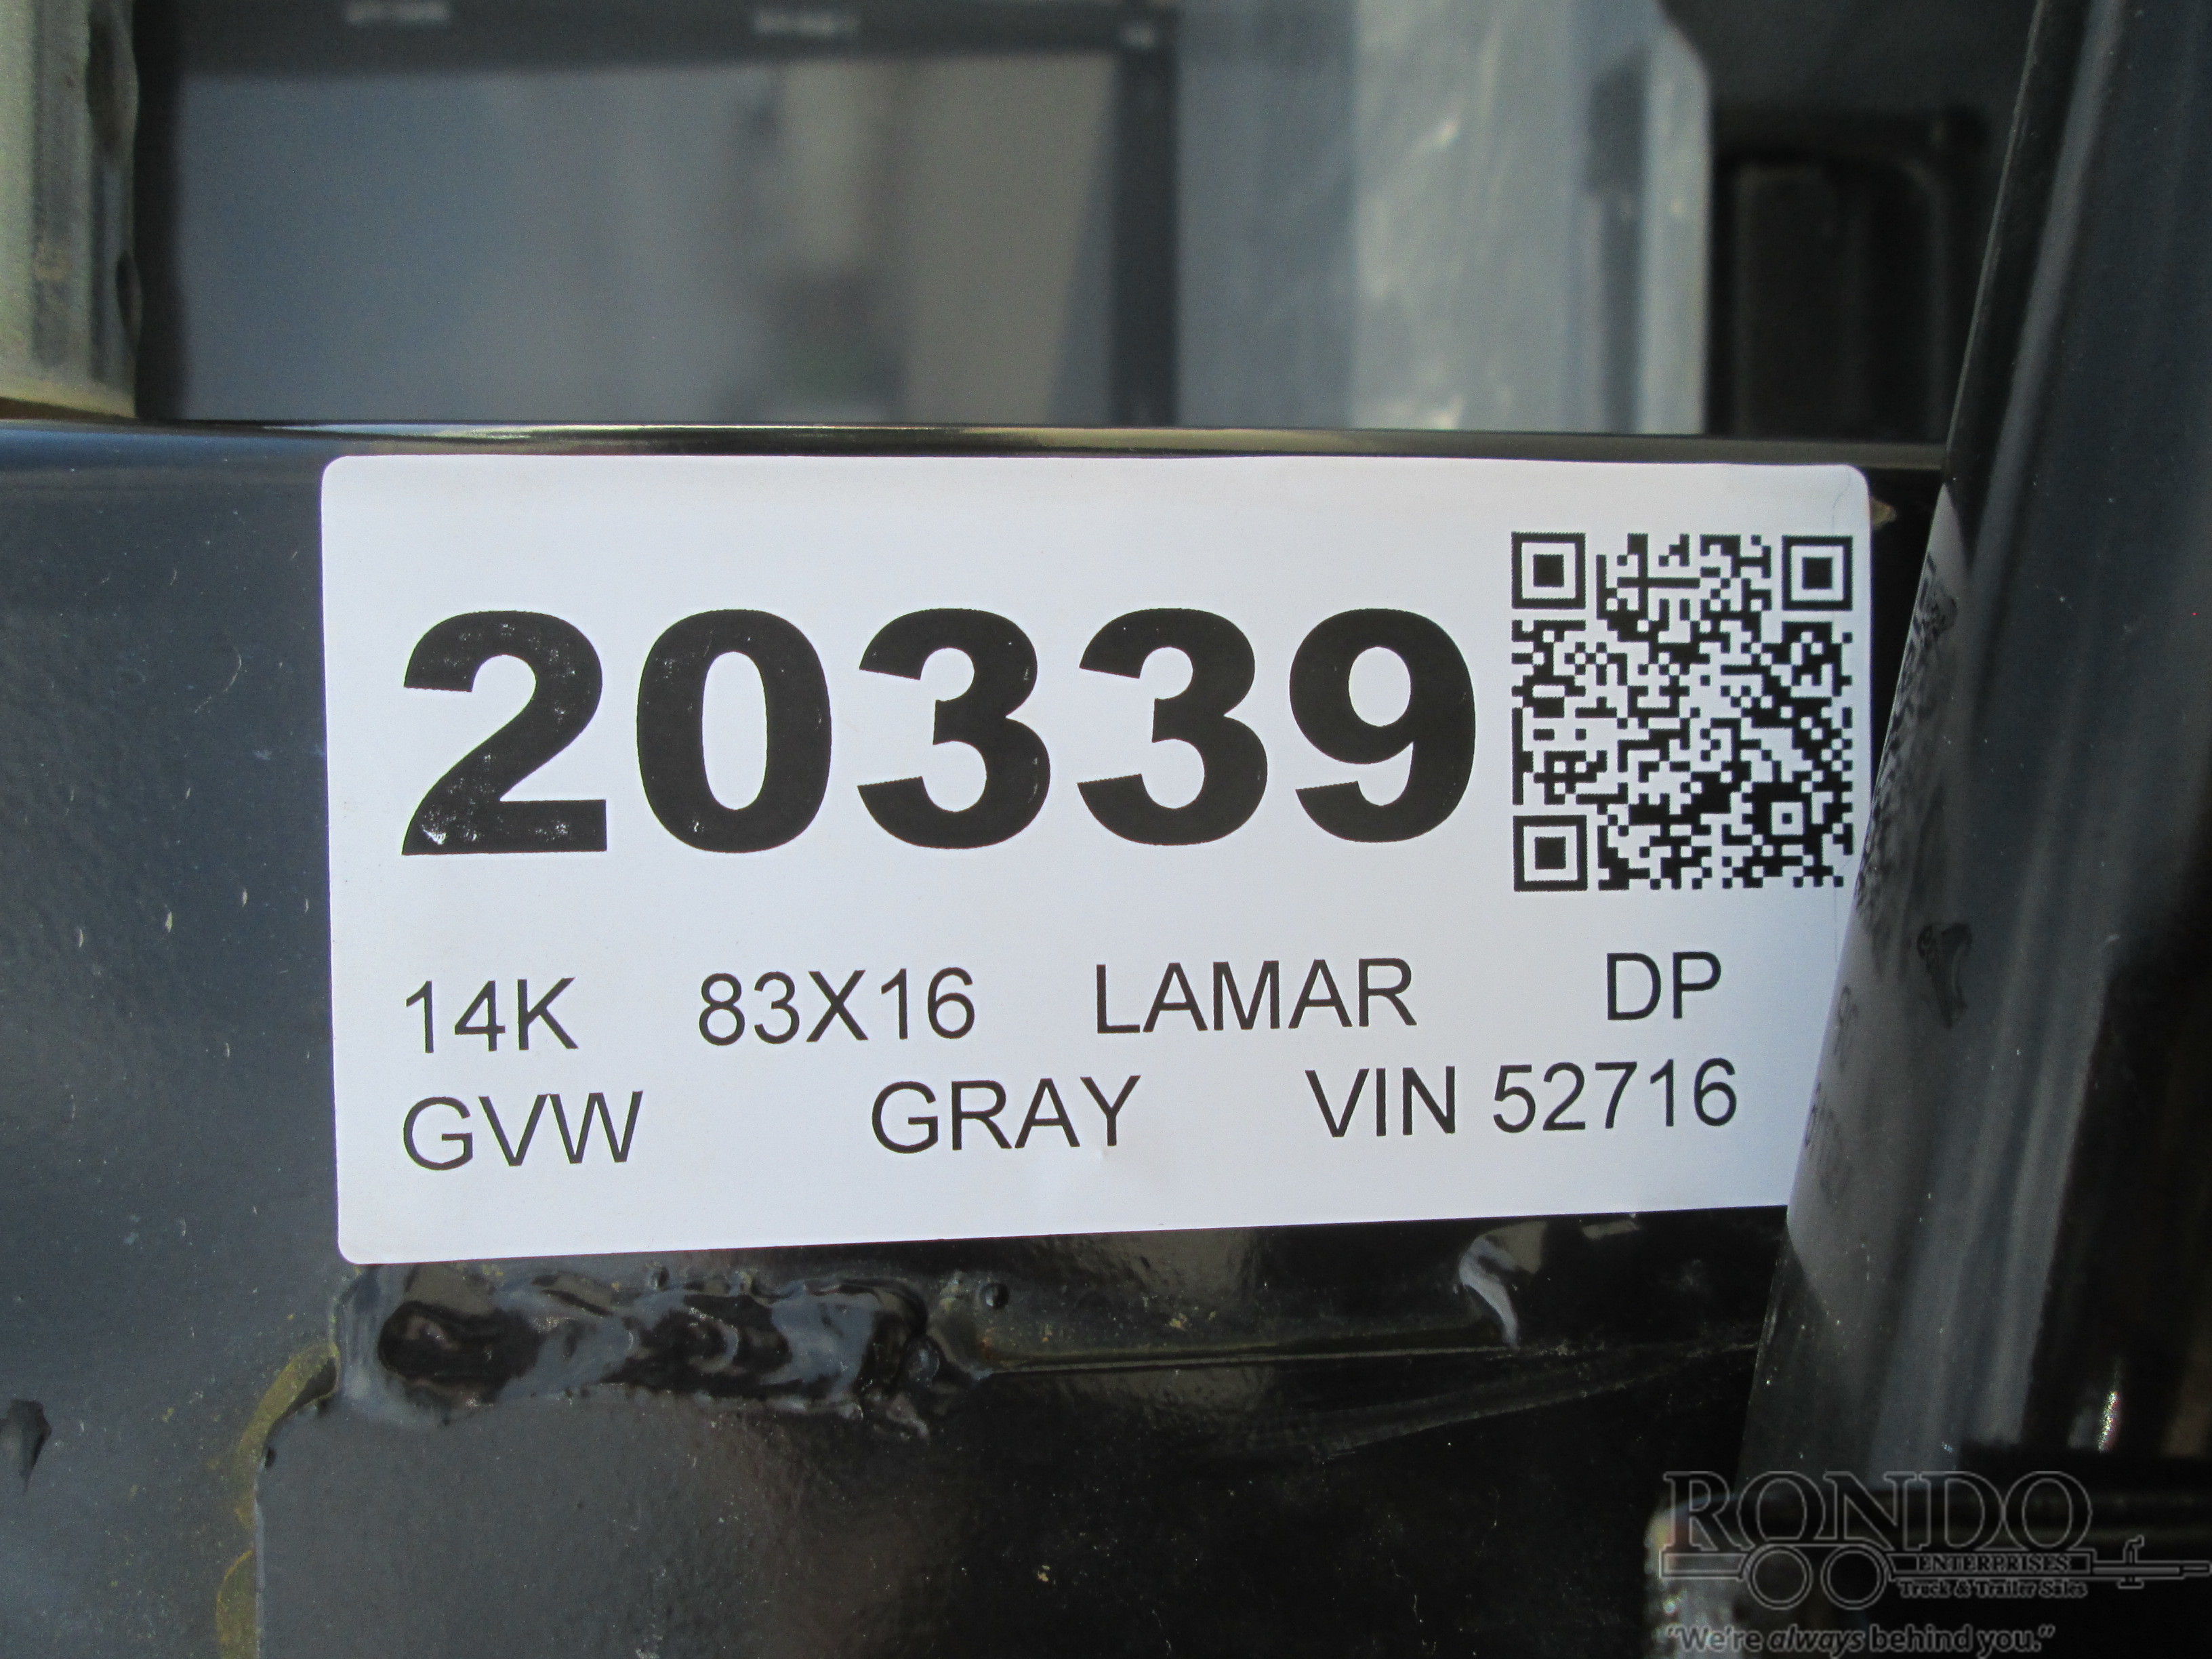 20339
14K 83X16 LAMAR DP
GVW GRAY VIN 52716
RONDO
ENTERPRISES
Truck & Trailer Sales
"We're always behind you."